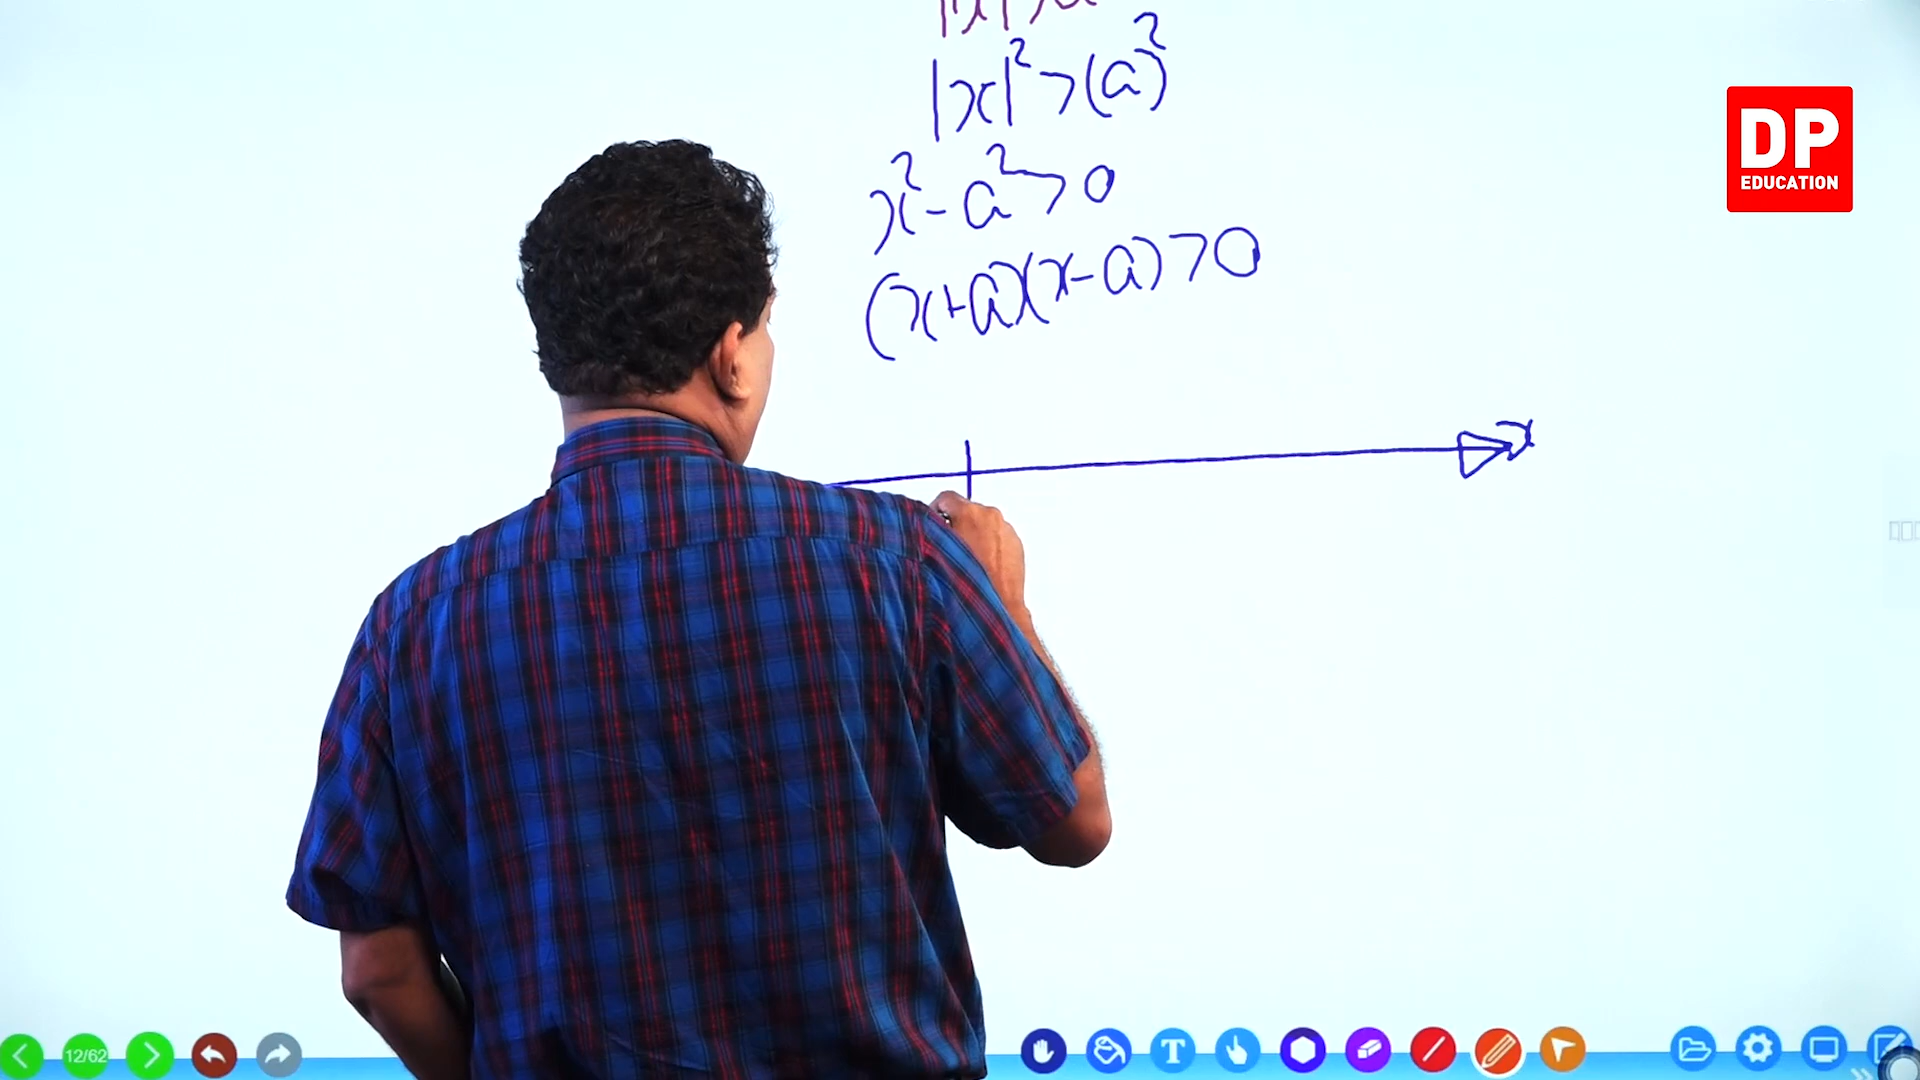 |x|>a
|x|²>(a)²
x²-a²>0
(x+a)(x-a)>0
x
DP
EDUCATION
12/62
T